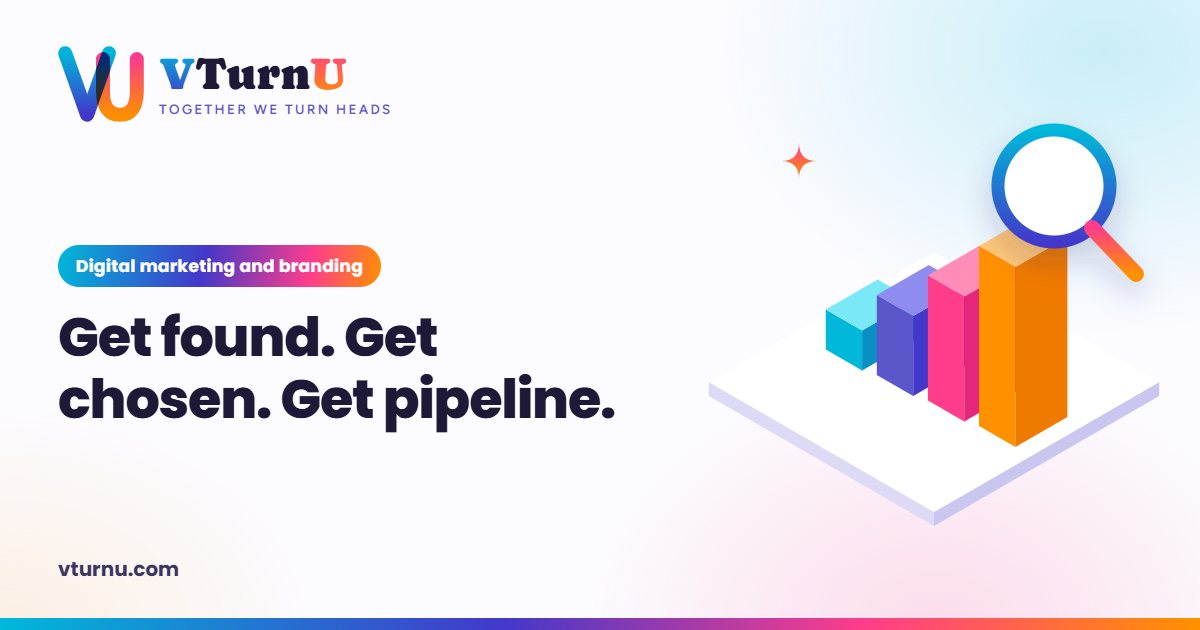 VTurnU
TOGETHER WE TURN HEADS
Digital marketing and branding
Get found. Get
chosen. Get pipeline.
vturnu.com